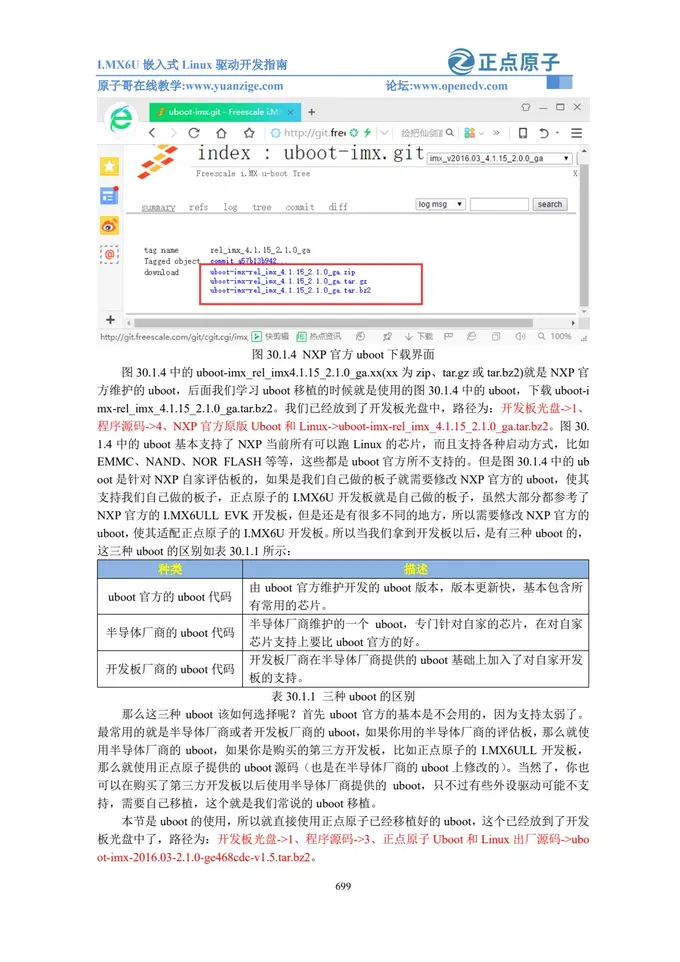 I.MX6U 嵌入式 Linux 驱动开发指南
正点原子
原子哥在线教学:www.yuanzige.com 论坛:www.openedv.com
uboot-imx.git - Freescale i.M
http://git.free
捡把仙剑
index : uboot-imx.git
imx_v2016.03_4.1.15_2.0.0_ga
Freescale i.MX u-boot Tree
summary refs log tree commit diff
log msg
search
tag name rel_imx_4.1.15_2.1.0_ga
Tagged object commit a57b13b942...
download uboot-imx-rel_imx_4.1.15_2.1.0_ga.zip
uboot-imx-rel_imx_4.1.15_2.1.0_ga.tar.gz
uboot-imx-rel_imx_4.1.15_2.1.0_ga.tar.bz2
http://git.freescale.com/git/cgit.cgi/imx 快剪辑 热点资讯 下载 100%
图 30.1.4 NXP 官方 uboot 下载界面
图 30.1.4 中的 uboot-imx_rel_imx4.1.15_2.1.0_ga.xx(xx 为 zip、tar.gz 或 tar.bz2)就是 NXP 官
方维护的 uboot，后面我们学习 uboot 移植的时候就是使用的图 30.1.4 中的 uboot，下载 uboot-i
mx-rel_imx_4.1.15_2.1.0_ga.tar.bz2。我们已经放到了开发板光盘中，路径为：开发板光盘->1、
程序源码->4、NXP 官方原版 Uboot 和 Linux->uboot-imx-rel_imx_4.1.15_2.1.0_ga.tar.bz2。图 30.
1.4 中的 uboot 基本支持了 NXP 当前所有可以跑 Linux 的芯片，而且支持各种启动方式，比如
EMMC、NAND、NOR FLASH 等等，这些都是 uboot 官方所不支持的。但是图 30.1.4 中的 ub
oot 是针对 NXP 自家评估板的，如果是我们自己做的板子就需要修改 NXP 官方的 uboot，使其
支持我们自己做的板子，正点原子的 I.MX6U 开发板就是自己做的板子，虽然大部分都参考了
NXP 官方的 I.MX6ULL EVK 开发板，但是还是有很多不同的地方，所以需要修改 NXP 官方的
uboot，使其适配正点原子的 I.MX6U 开发板。所以当我们拿到开发板以后，是有三种 uboot 的，
这三种 uboot 的区别如表 30.1.1 所示：
种类 描述
uboot 官方的 uboot 代码 由 uboot 官方维护开发的 uboot 版本，版本更新快，基本包含所
有常用的芯片。
半导体厂商的 uboot 代码 半导体厂商维护的一个 uboot，专门针对自家的芯片，在对自家
芯片支持上要比 uboot 官方的好。
开发板厂商的 uboot 代码 开发板厂商在半导体厂商提供的 uboot 基础上加入了对自家开发
板的支持。
表 30.1.1 三种 uboot 的区别
那么这三种 uboot 该如何选择呢？首先 uboot 官方的基本是不会用的，因为支持太弱了。
最常用的就是半导体厂商或者开发板厂商的 uboot，如果你用的半导体厂商的评估板，那么就使
用半导体厂商的 uboot，如果你是购买的第三方开发板，比如正点原子的 I.MX6ULL 开发板，
那么就使用正点原子提供的 uboot 源码（也是在半导体厂商的 uboot 上修改的）。当然了，你也
可以在购买了第三方开发板以后使用半导体厂商提供的 uboot，只不过有些外设驱动可能不支
持，需要自己移植，这个就是我们常说的 uboot 移植。
本节是 uboot 的使用，所以就直接使用正点原子已经移植好的 uboot，这个已经放到了开发
板光盘中了，路径为：开发板光盘->1、程序源码->3、正点原子 Uboot 和 Linux 出厂源码->ubo
ot-imx-2016.03-2.1.0-ge468cdc-v1.5.tar.bz2。
699